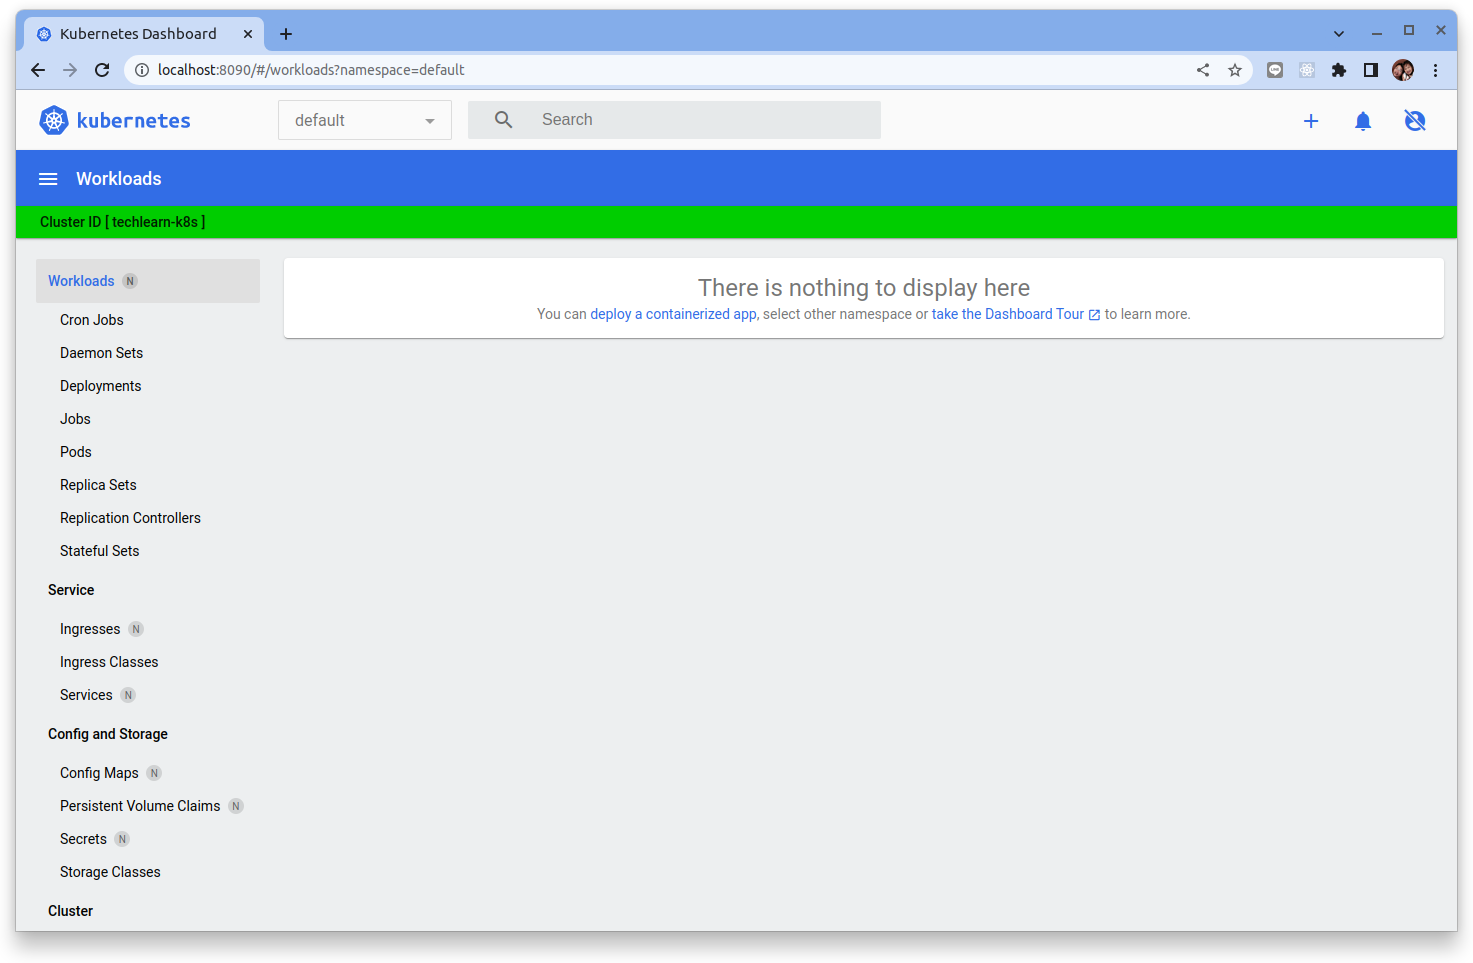 Kubernetes Dashboard
localhost:8090/#/workloads?namespace=default
kubernetes
default
Search
Workloads
Cluster ID [ techlearn-k8s ]
Workloads N
Cron Jobs
Daemon Sets
Deployments
Jobs
Pods
Replica Sets
Replication Controllers
Stateful Sets
Service
Ingresses N
Ingress Classes
Services N
Config and Storage
Config Maps N
Persistent Volume Claims N
Secrets N
Storage Classes
Cluster
There is nothing to display here
You can deploy a containerized app, select other namespace or take the Dashboard Tour to learn more.